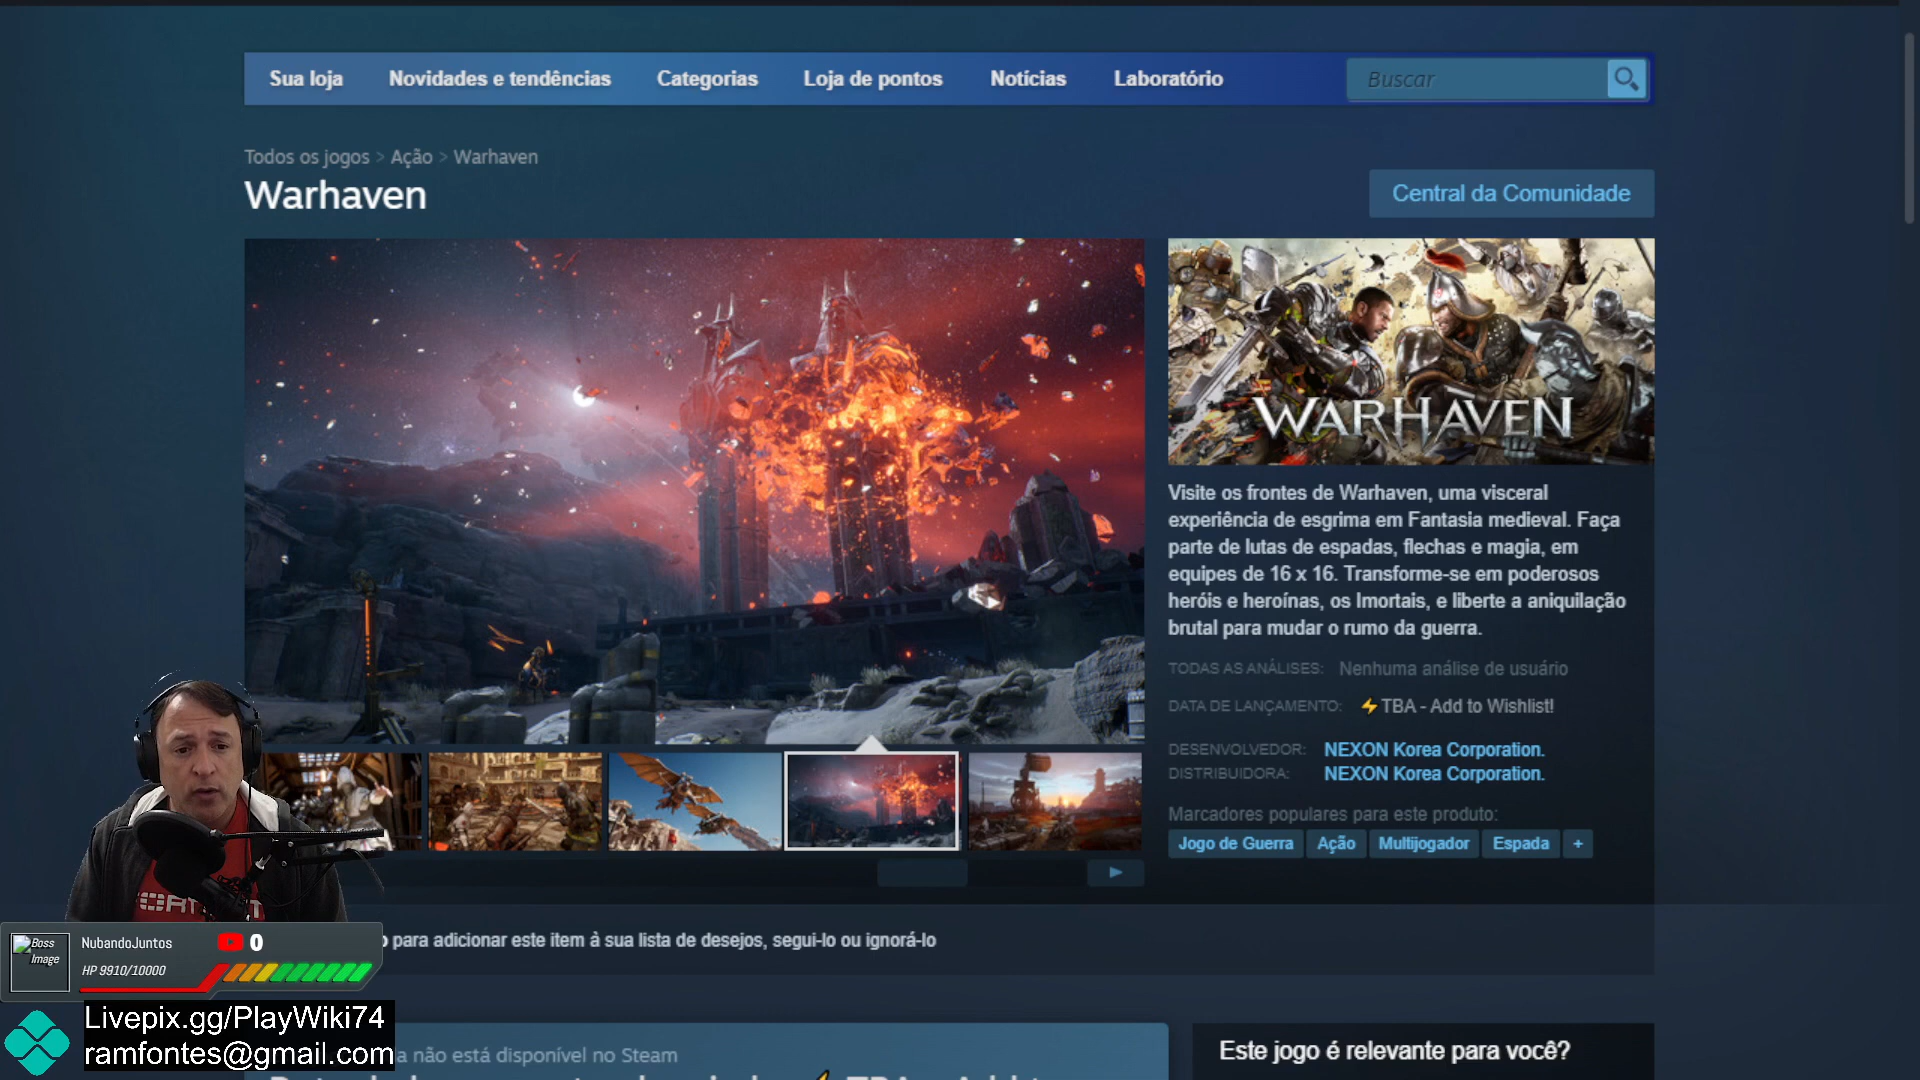 Sua loja
Novidades e tendências
Categorias
Loja de pontos
Notícias
Laboratório
Buscar
Todos os jogos > Ação > Warhaven
Warhaven
Central da Comunidade
WARHAVEN
Visite os frontes de Warhaven, uma visceral
experiência de esgrima em Fantasia medieval. Faça
parte de lutas de espadas, flechas e magia, em
equipes de 16 x 16. Transforme-se em poderosos
heróis e heroínas, os Imortais, e liberte a aniquilação
brutal para mudar o rumo da guerra.
TODAS AS ANÁLISES: Nenhuma análise de usuário
DATA DE LANÇAMENTO: ⚡TBA - Add to Wishlist!
DESENVOLVEDOR: NEXON Korea Corporation.
DISTRIBUIDORA: NEXON Korea Corporation.
Marcadores populares para este produto:
Jogo de Guerra
Ação
Multijogador
Espada
+
para adicionar este item à sua lista de desejos, segui-lo ou ignorá-lo
Boss
Image
NubandoJuntos
0
HP 9910/10000
Livepix.gg/PlayWiki74
ramfontes@gmail.com
não está disponível no Steam
Este jogo é relevante para você?